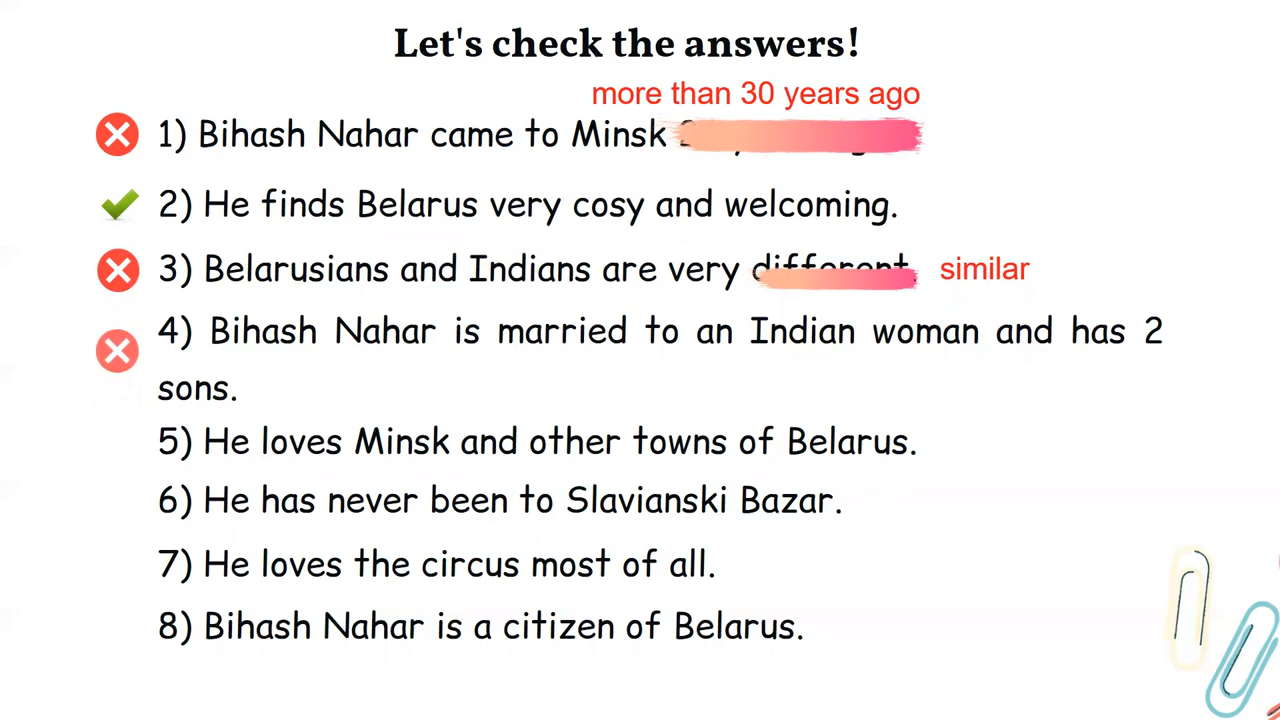 Let's check the answers!
more than 30 years ago
1) Bihash Nahar came to Minsk
2) He finds Belarus very cosy and welcoming.
3) Belarusians and Indians are very different. similar
4) Bihash Nahar is married to an Indian woman and has 2
sons.
5) He loves Minsk and other towns of Belarus.
6) He has never been to Slavianski Bazar.
7) He loves the circus most of all.
8) Bihash Nahar is a citizen of Belarus.